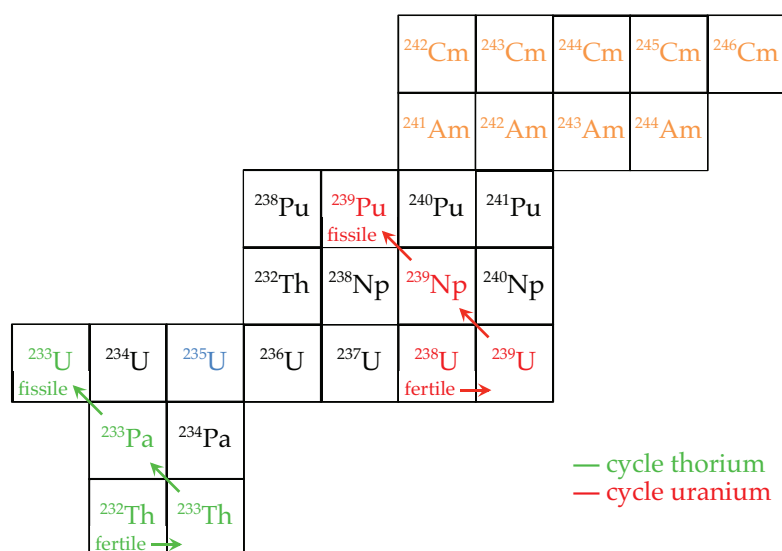 ²⁴²Cm ²⁴³Cm ²⁴⁴Cm ²⁴⁵Cm ²⁴⁶Cm
²⁴¹Am ²⁴²Am ²⁴³Am ²⁴⁴Am
²³⁸Pu ²³⁹Pu ²⁴⁰Pu ²⁴¹Pu
fissile
²³²Th ²³⁸Np ²³⁹Np ²⁴⁰Np
²³³U ²³⁴U ²³⁵U ²³⁶U ²³⁷U ²³⁸U ²³⁹U
fissile fertile
²³³Pa ²³⁴Pa
²³²Th ²³³Th
fertile
cycle thorium
cycle uranium